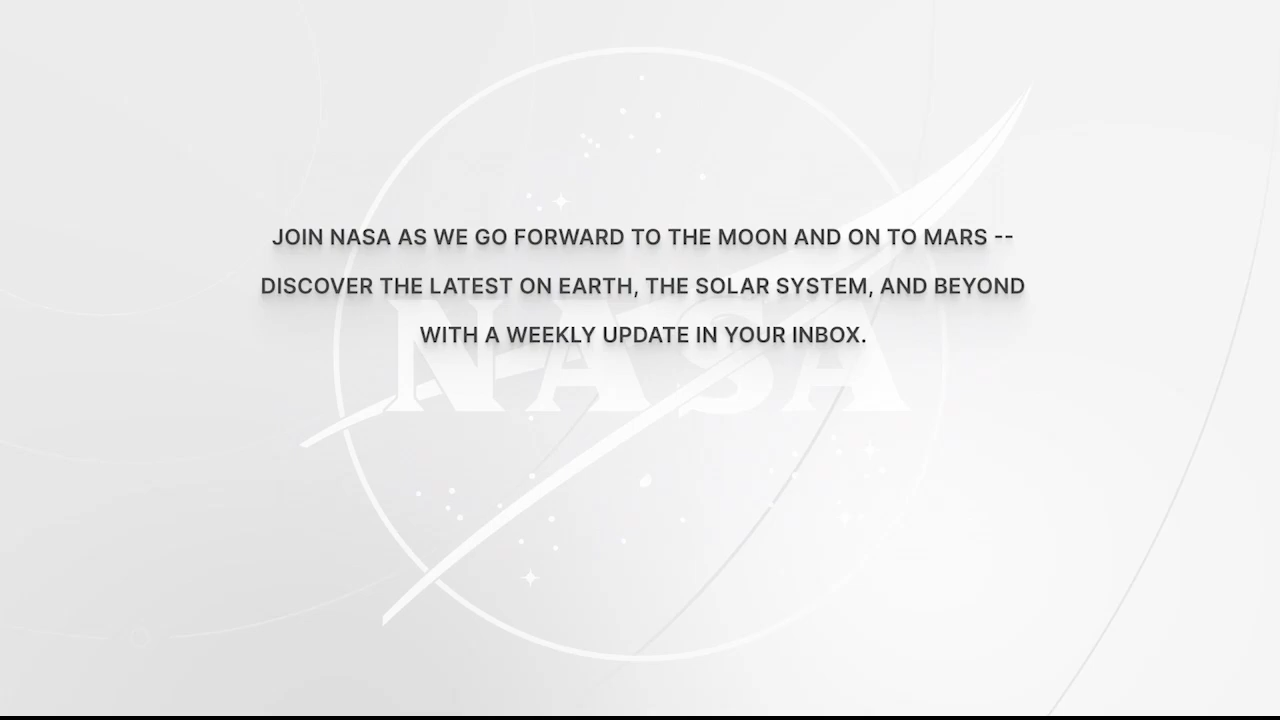 JOIN NASA AS WE GO FORWARD TO THE MOON AND ON TO MARS --
DISCOVER THE LATEST ON EARTH, THE SOLAR SYSTEM, AND BEYOND
WITH A WEEKLY UPDATE IN YOUR INBOX.
NASA